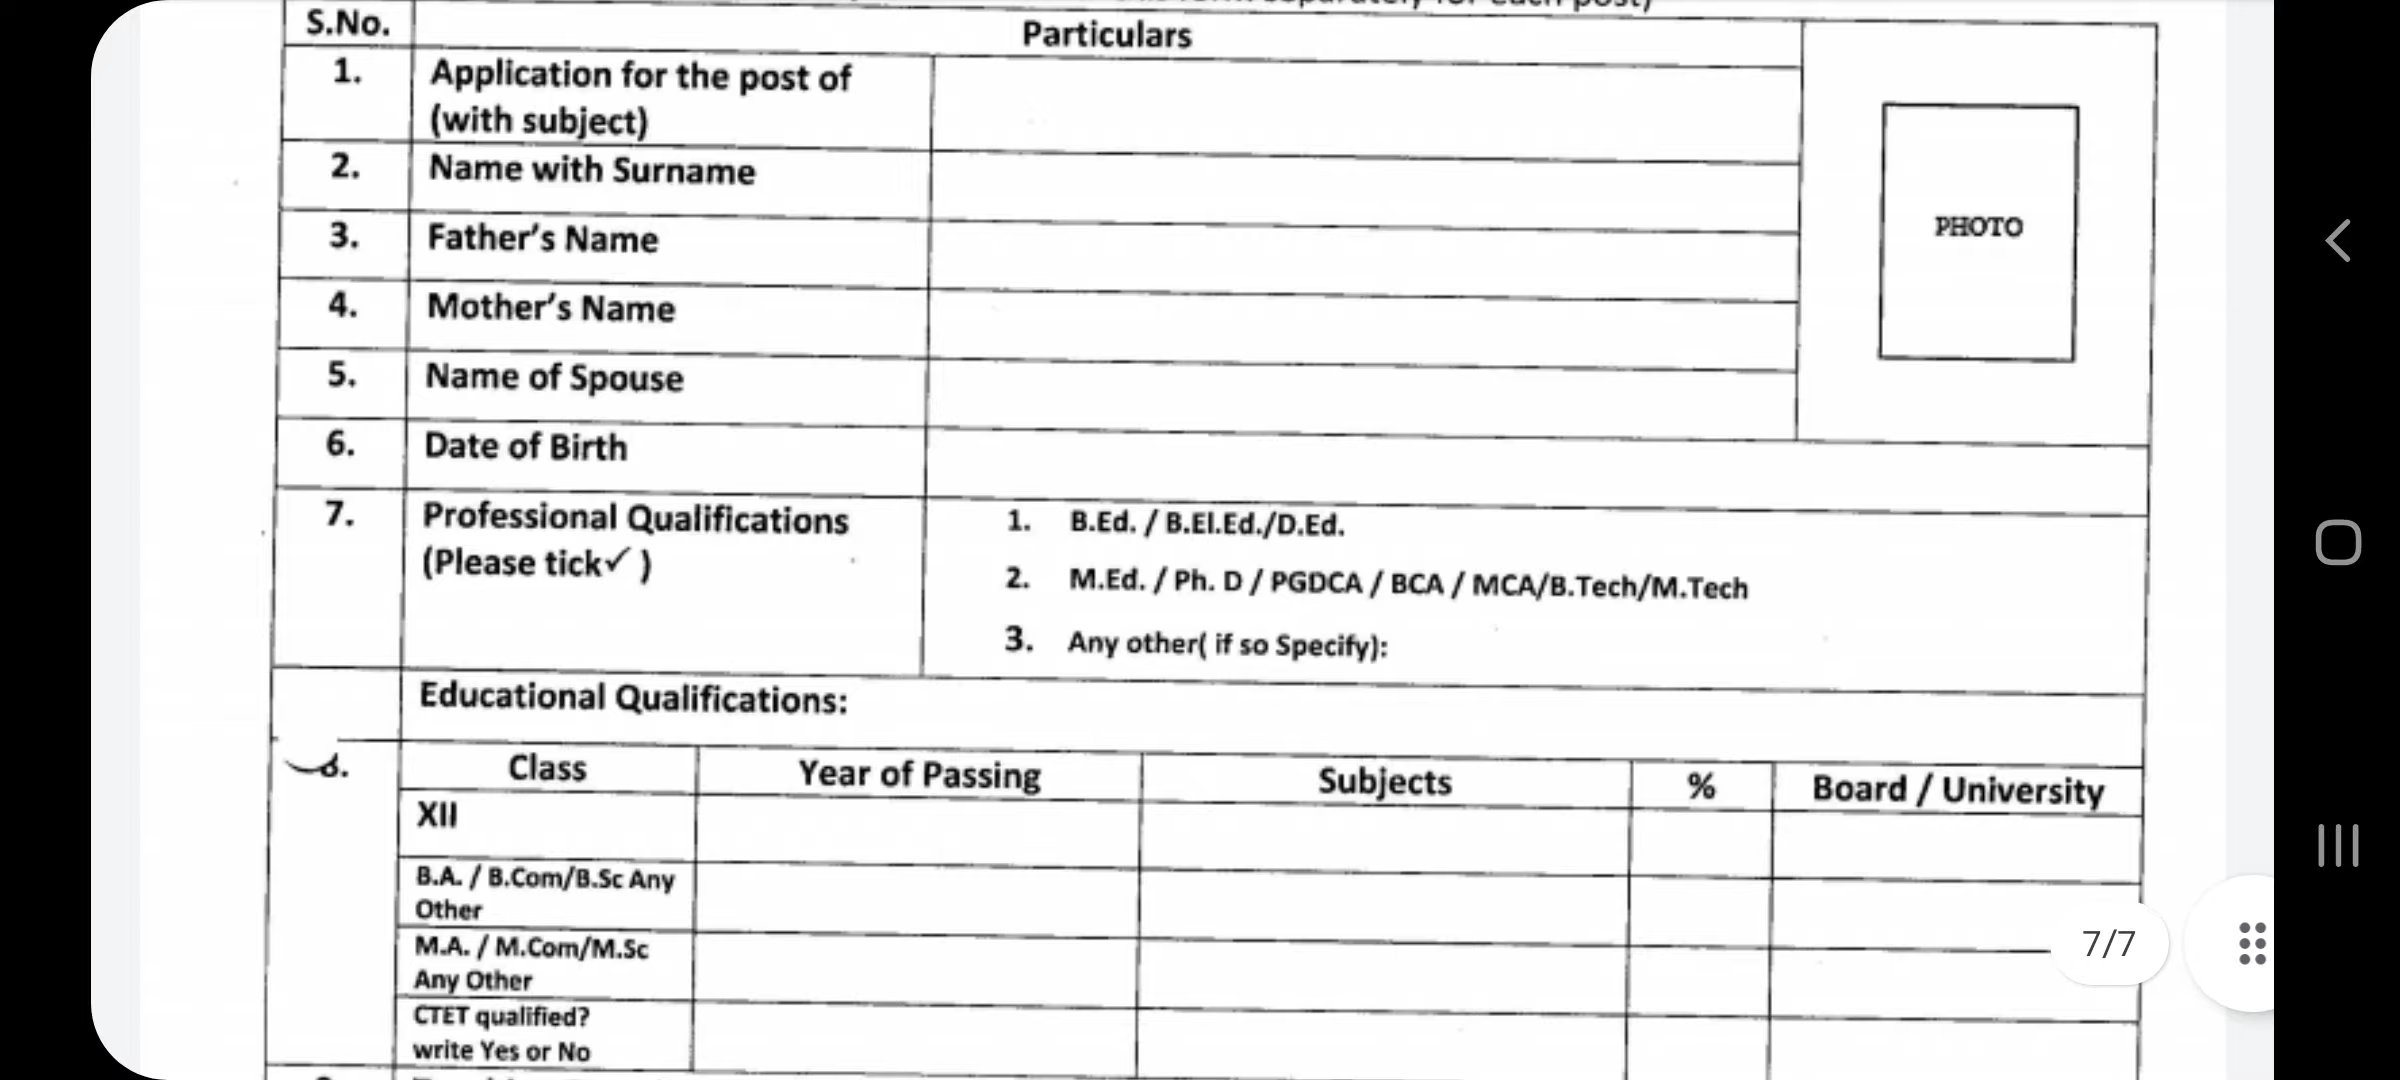 separately for each post)
S.No.
Particulars
1. Application for the post of
(with subject)
PHOTO
2. Name with Surname
3. Father's Name
4. Mother's Name
5. Name of Spouse
6. Date of Birth
7. Professional Qualifications
(Please tick✓ )
1. B.Ed. / B.El.Ed./D.Ed.
2. M.Ed. / Ph. D / PGDCA / BCA / MCA/B.Tech/M.Tech
3. Any other( if so Specify):
Educational Qualifications:
8.
Class Year of Passing Subjects % Board / University
XII
B.A. / B.Com/B.Sc Any
Other
M.A. / M.Com/M.Sc
Any Other
7/7
CTET qualified?
write Yes or No